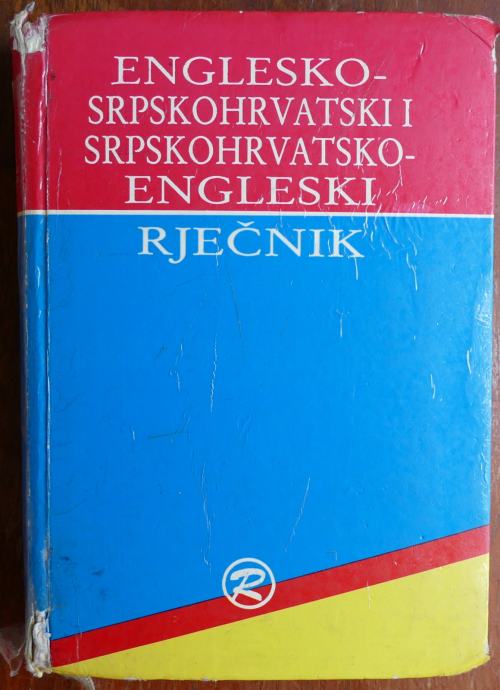 ENGLESKO-
SRPSKOHRVATSKI I
SRPSKOHRVATSKO-
ENGLESKI
RJEČNIK
R